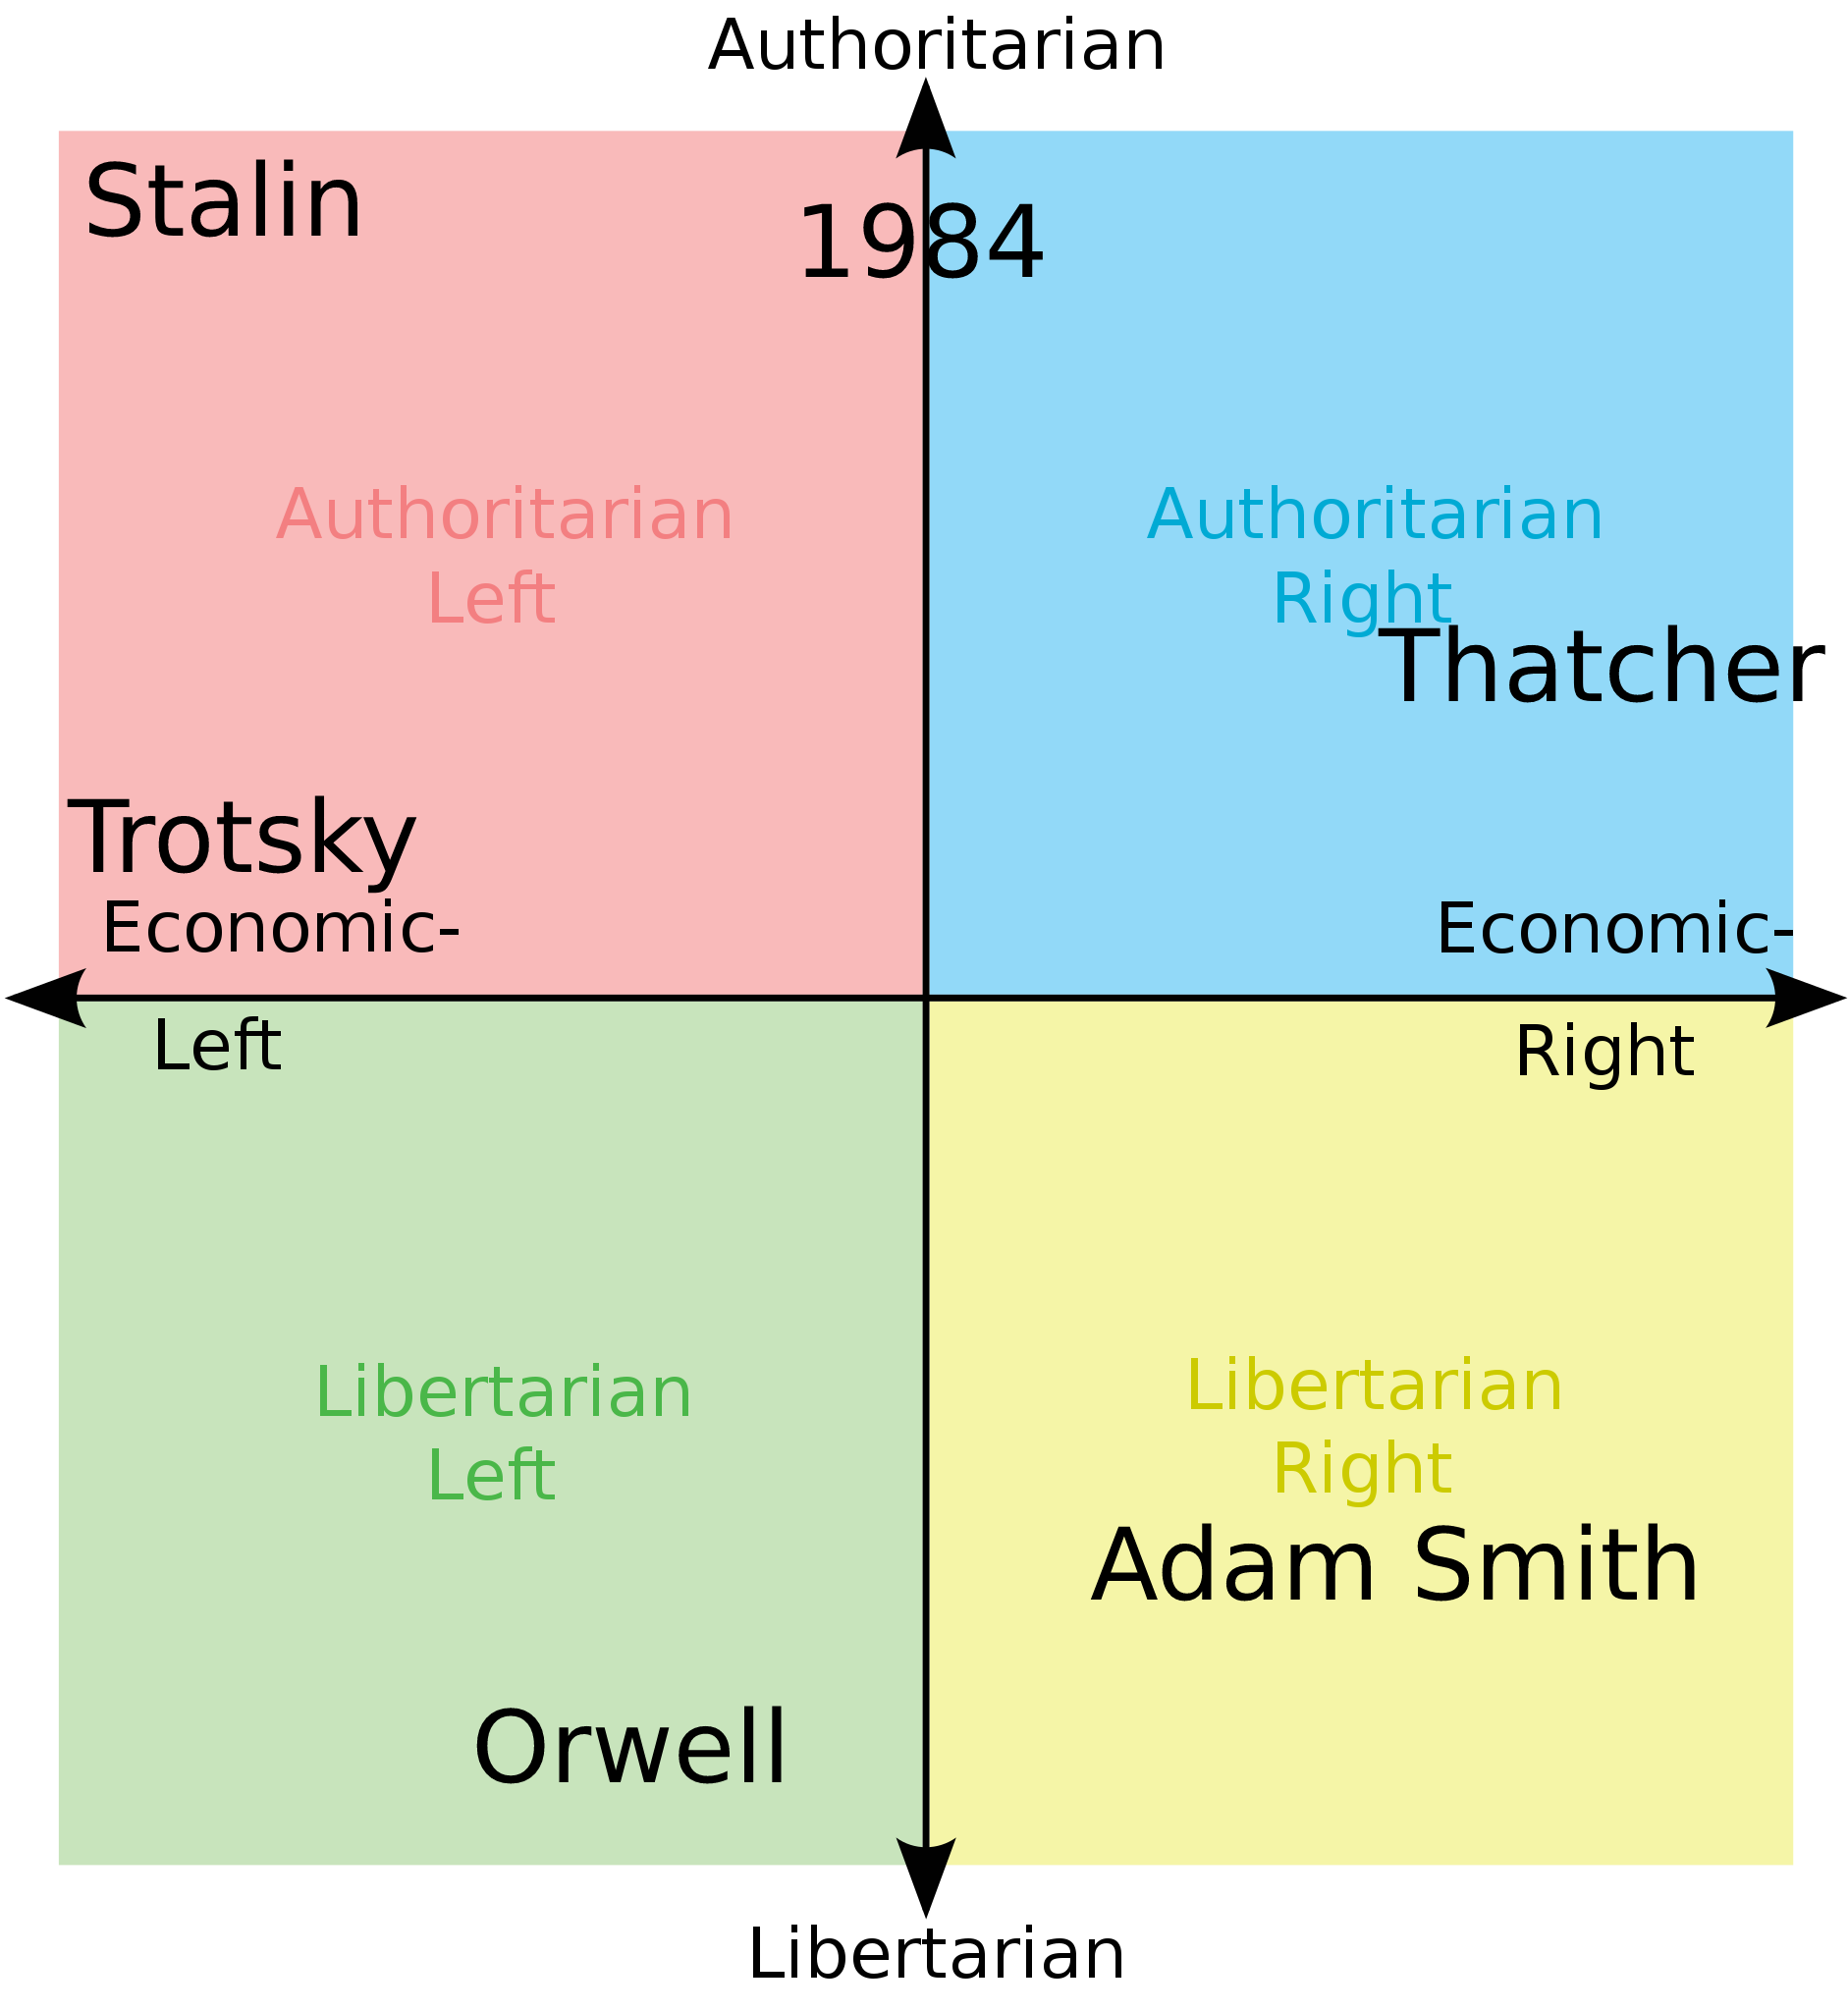 Authoritarian
Stalin
1984
Authoritarian
Left
Authoritarian
Right
Thatcher
Trotsky
Economic-
Left
Economic-
Right
Libertarian
Left
Libertarian
Right
Adam Smith
Orwell
Libertarian